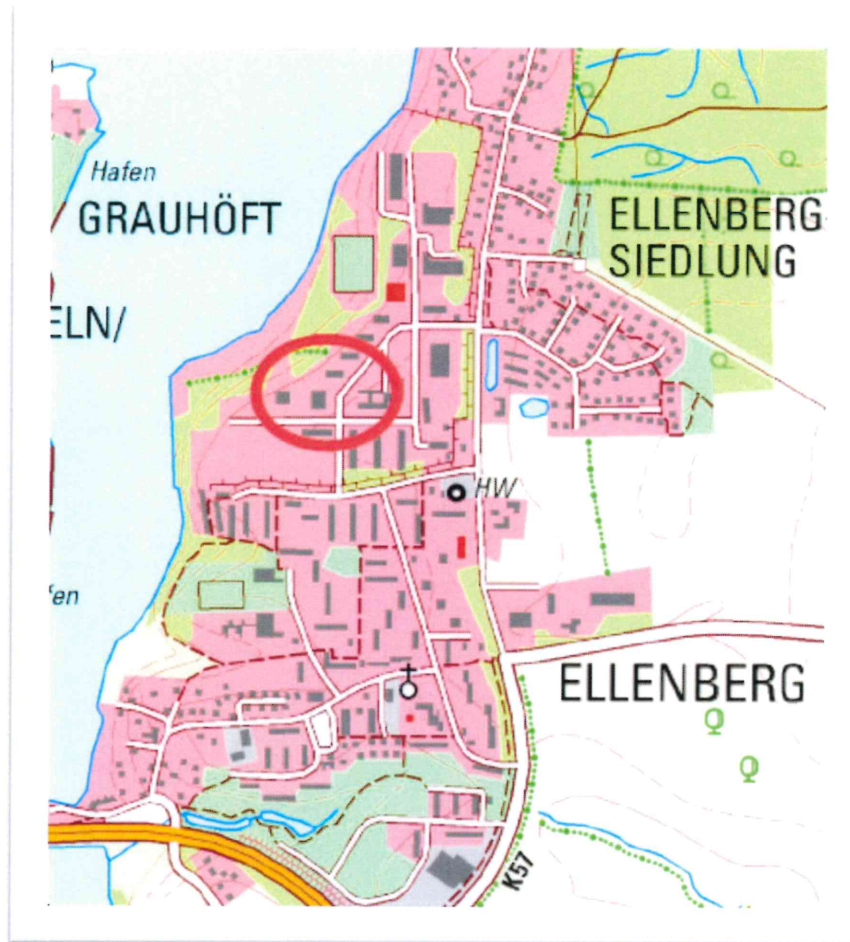 Hafen
GRAUHÖFT
ELLENBERG
SIEDLUNG
ELN/
HW
fen
ELLENBERG
K57